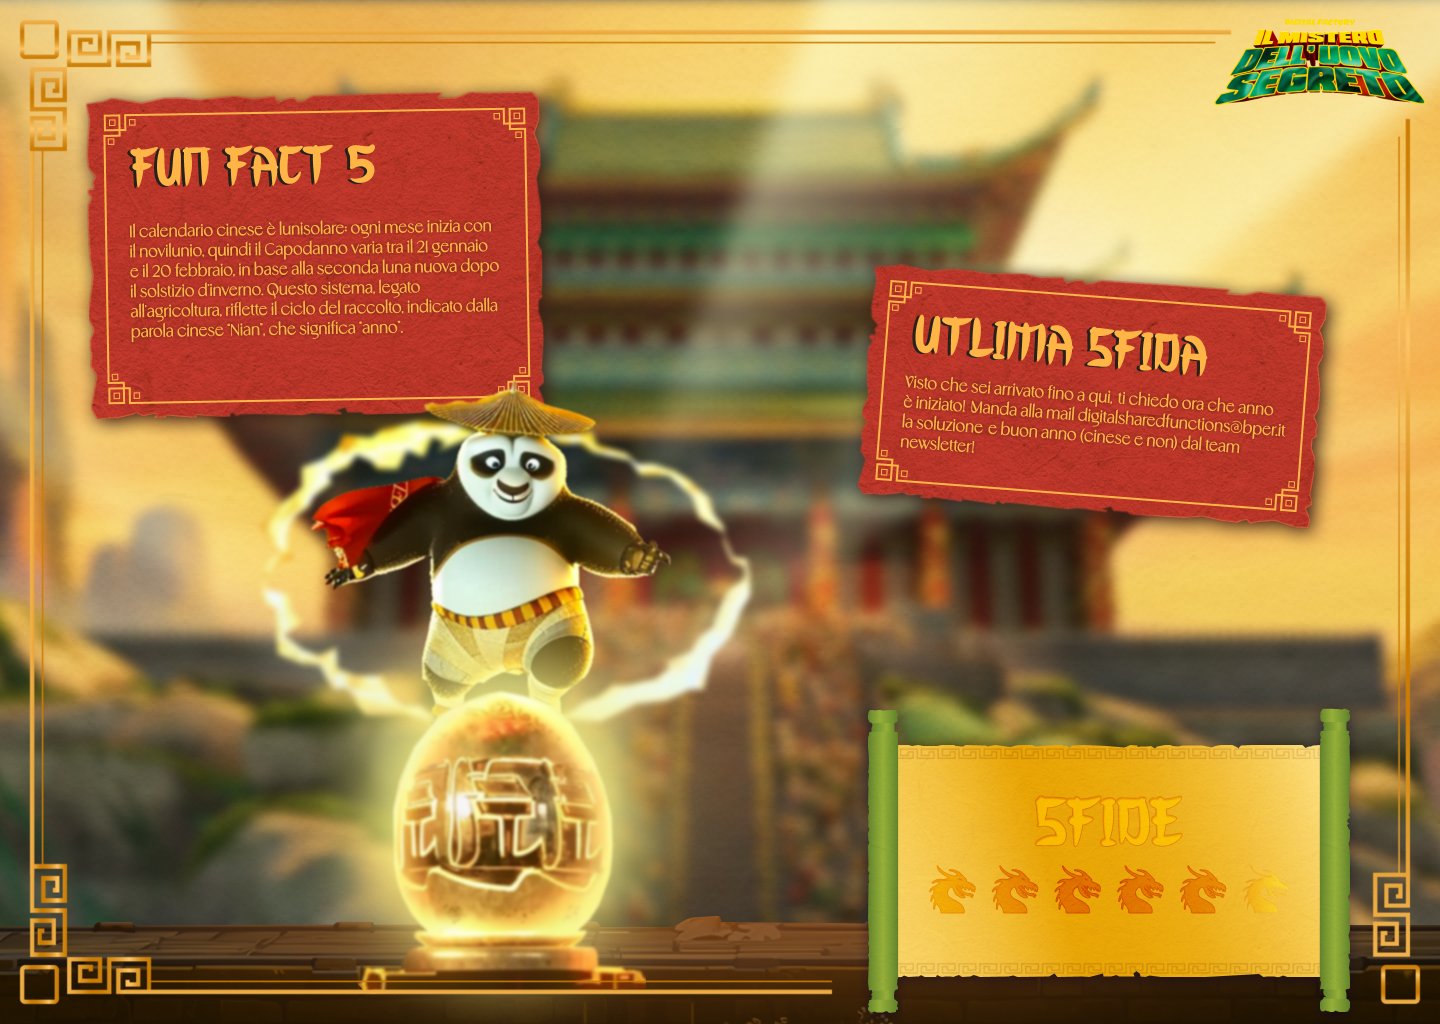 IL MISTERO
DELL'UOVO
SEGRETO
FUN FACT 5
Il calendario cinese è lunisolare: ogni mese inizia con
il novilunio, quindi il Capodanno varia tra il 21 gennaio
e il 20 febbraio, in base alla seconda luna nuova dopo
il solstizio d'inverno. Questo sistema, legato
all'agricoltura, riflette il ciclo del raccolto, indicato dalla
parola cinese "Nian", che significa "anno".
UTLIMA SFIDA
Visto che sei arrivato fino a qui, ti chiedo ora che anno
è iniziato! Manda alla mail digitalsharedfunctions@bper.it
la soluzione e buon anno (cinese e non) dal team
newsletter!
SFIDE